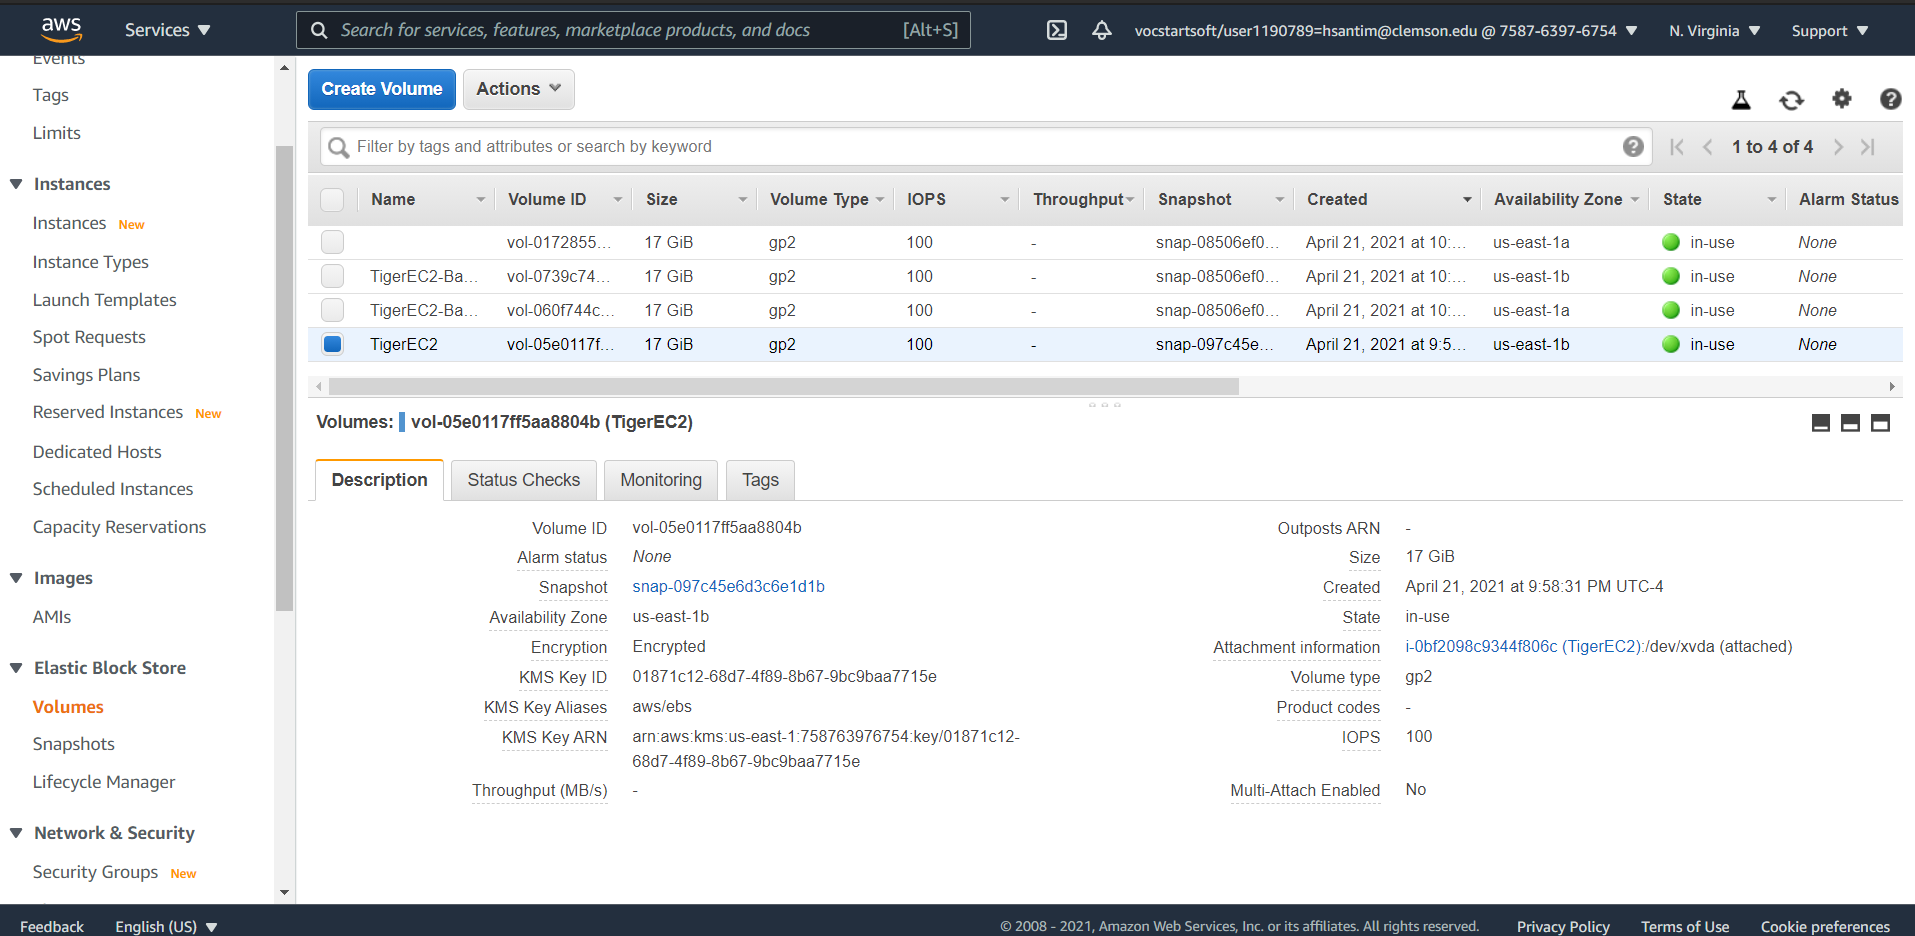 aws
Services
Search for services, features, marketplace products, and docs
[Alt+S]
vocstartsoft/user1190789=hsantim@clemson.edu @ 7587-6397-6754
N. Virginia
Support
Events
Tags
Limits
Instances
Instances New
Instance Types
Launch Templates
Spot Requests
Savings Plans
Reserved Instances New
Dedicated Hosts
Scheduled Instances
Capacity Reservations
Images
AMIs
Elastic Block Store
Volumes
Snapshots
Lifecycle Manager
Network & Security
Security Groups New
Create Volume Actions
Filter by tags and attributes or search by keyword
1 to 4 of 4
Name Volume ID Size Volume Type IOPS Throughput Snapshot Created Availability Zone State Alarm Status
vol-0172855... 17 GiB gp2 100 - snap-08506ef0... April 21, 2021 at 10:... us-east-1a in-use None
TigerEC2-Ba... vol-0739c74... 17 GiB gp2 100 - snap-08506ef0... April 21, 2021 at 10:... us-east-1b in-use None
TigerEC2-Ba... vol-060f744c... 17 GiB gp2 100 - snap-08506ef0... April 21, 2021 at 10:... us-east-1a in-use None
TigerEC2 vol-05e0117f... 17 GiB gp2 100 - snap-097c45e... April 21, 2021 at 9:5... us-east-1b in-use None
Volumes: vol-05e0117ff5aa8804b (TigerEC2)
Description Status Checks Monitoring Tags
Volume ID vol-05e0117ff5aa8804b
Alarm status None
Snapshot snap-097c45e6d3c6e1d1b
Availability Zone us-east-1b
Encryption Encrypted
KMS Key ID 01871c12-68d7-4f89-8b67-9bc9baa7715e
KMS Key Aliases aws/ebs
KMS Key ARN arn:aws:kms:us-east-1:758763976754:key/01871c12-
68d7-4f89-8b67-9bc9baa7715e
Throughput (MB/s) -
Outposts ARN -
Size 17 GiB
Created April 21, 2021 at 9:58:31 PM UTC-4
State in-use
Attachment information i-0bf2098c9344f806c (TigerEC2):/dev/xvda (attached)
Volume type gp2
Product codes -
IOPS 100
Multi-Attach Enabled No
Feedback
English (US)
© 2008 - 2021, Amazon Web Services, Inc. or its affiliates. All rights reserved.
Privacy Policy
Terms of Use
Cookie preferences